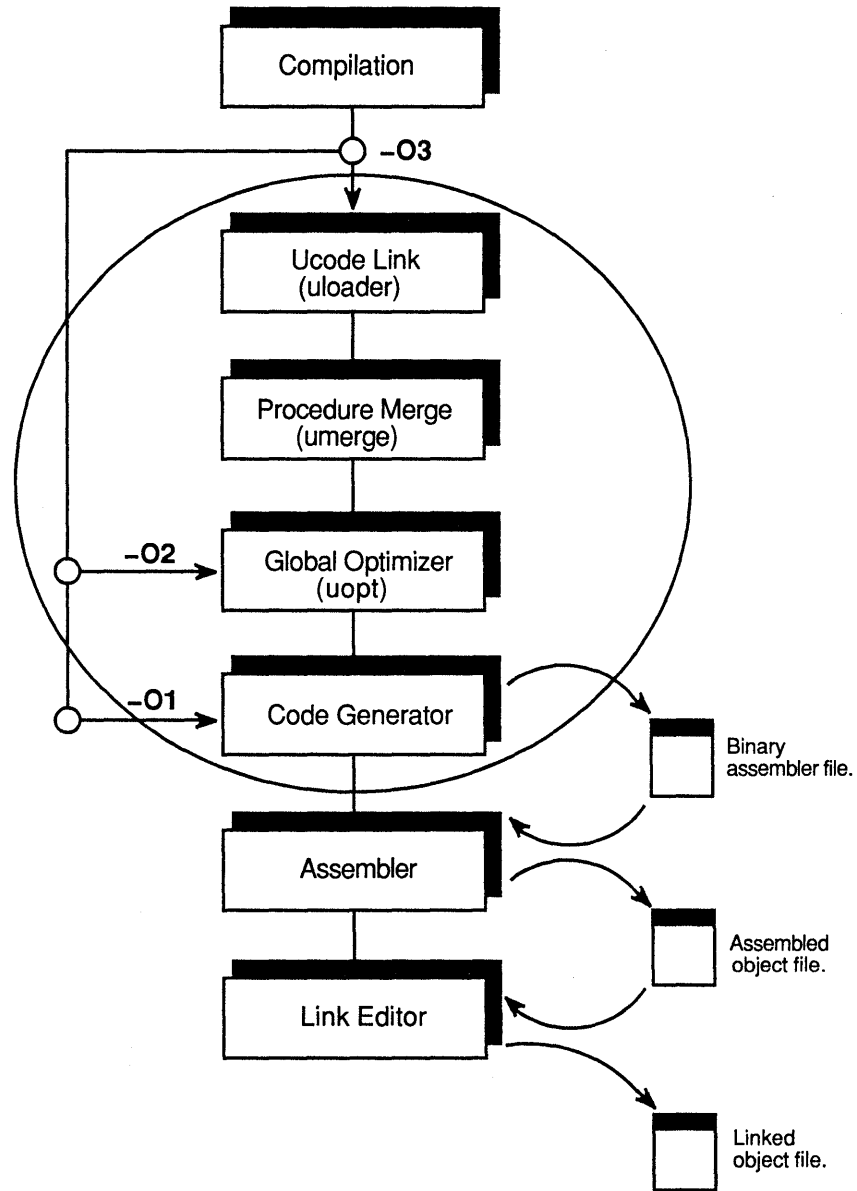 Compilation
–O3
Ucode Link
(uloader)
Procedure Merge
(umerge)
–O2
Global Optimizer
(uopt)
–O1
Code Generator
Binary
assembler file.
Assembler
Assembled
object file.
Link Editor
Linked
object file.